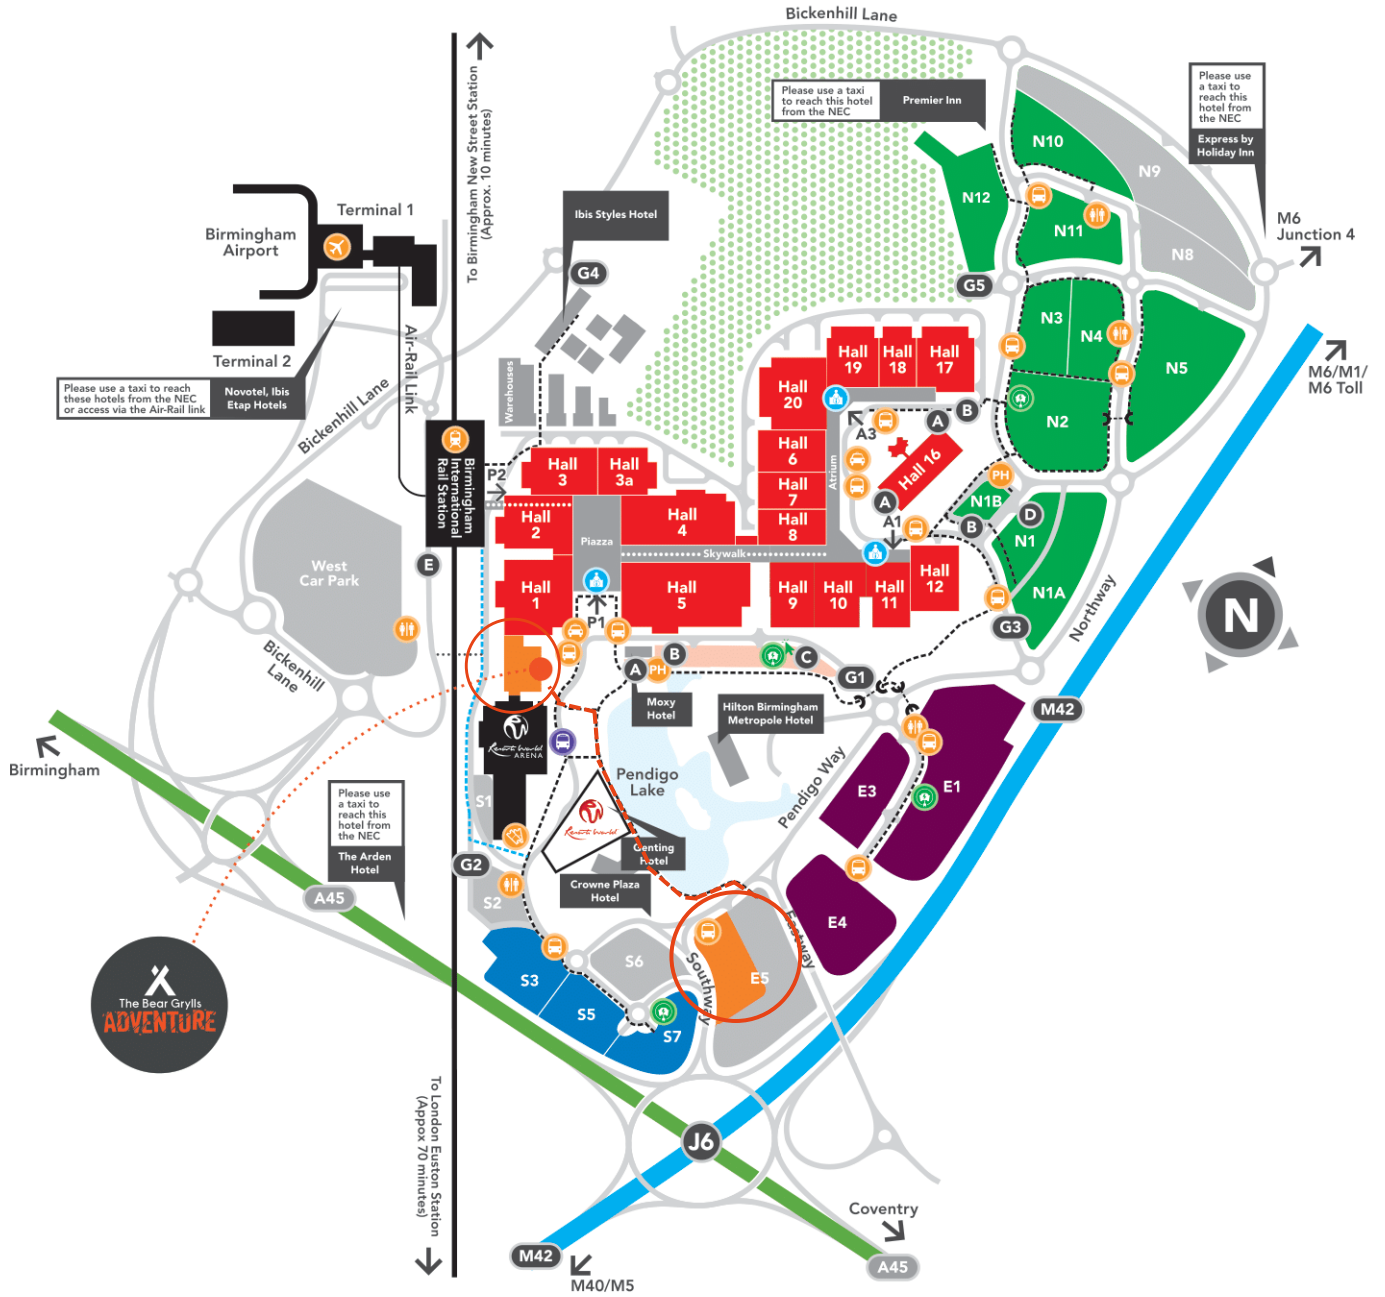 Bickenhill Lane
To Birmingham New Street Station
(Approx. 10 minutes)
Please use a taxi
to reach this hotel
from the NEC
Premier Inn
Please use
a taxi to
reach this
hotel from
the NEC
Express by
Holiday Inn
M6
Junction 4
N10
N9
N8
N12
N11
G5
N3
N4
N5
N2
M6/M1/
M6 Toll
Terminal 1
Birmingham
Airport
Terminal 2
Air-Rail Link
Please use a taxi to reach
these hotels from the NEC
or access via the Air-Rail link
Novotel, Ibis
Etap Hotels
Bickenhill Lane
Ibis Styles Hotel
G4
Warehouses
Birmingham
International
Rail Station
P2
Hall
3
Hall
3a
Hall
2
Hall
4
Piazza
Skywalk
Hall
1
Hall
5
P1
Hall
19
Hall
18
Hall
17
Hall
20
Hall
6
Hall
7
Hall
8
Atrium
A3
A
B
Hall 16
A
A1
Hall
9
Hall
10
Hall
11
Hall
12
PH
N1B
B
D
N1
N1A
G3
Northway
N
West
Car Park
E
Bickenhill
Lane
A
PH
B
C
G1
Moxy
Hotel
Hilton Birmingham
Metropole Hotel
M42
Resorts World
ARENA
Pendigo
Lake
Pendigo Way
E3
E1
E4
S1
Resorts World
Genting
Hotel
Crowne Plaza
Hotel
G2
S2
S3
S5
S6
S7
Southway
E5
Eastway
Birmingham
Please use
a taxi to
reach this
hotel from
the NEC
The Arden
Hotel
A45
The Bear Grylls
ADVENTURE
To London Euston Station
(Appox 70 minutes)
J6
Coventry
A45
M42
M40/M5